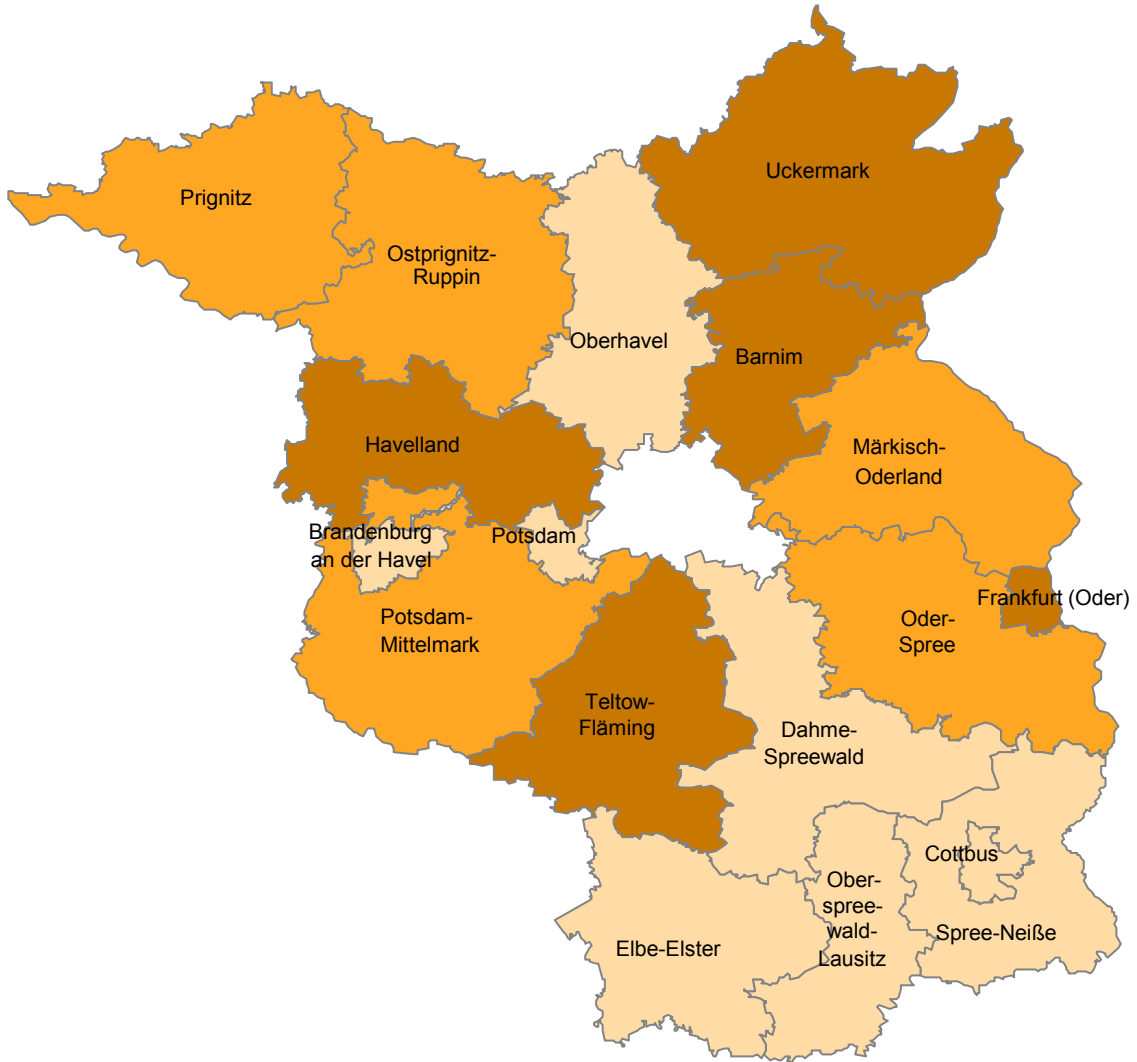 Uckermark
Prignitz
Ostprignitz-
Ruppin
Oberhavel
Barnim
Havelland
Märkisch-
Oderland
Brandenburg
an der Havel
Potsdam
Frankfurt (Oder)
Potsdam-
Mittelmark
Oder-
Spree
Teltow-
Fläming
Dahme-
Spreewald
Cottbus
Ober-
spree-
wald-
Lausitz
Spree-Neiße
Elbe-Elster